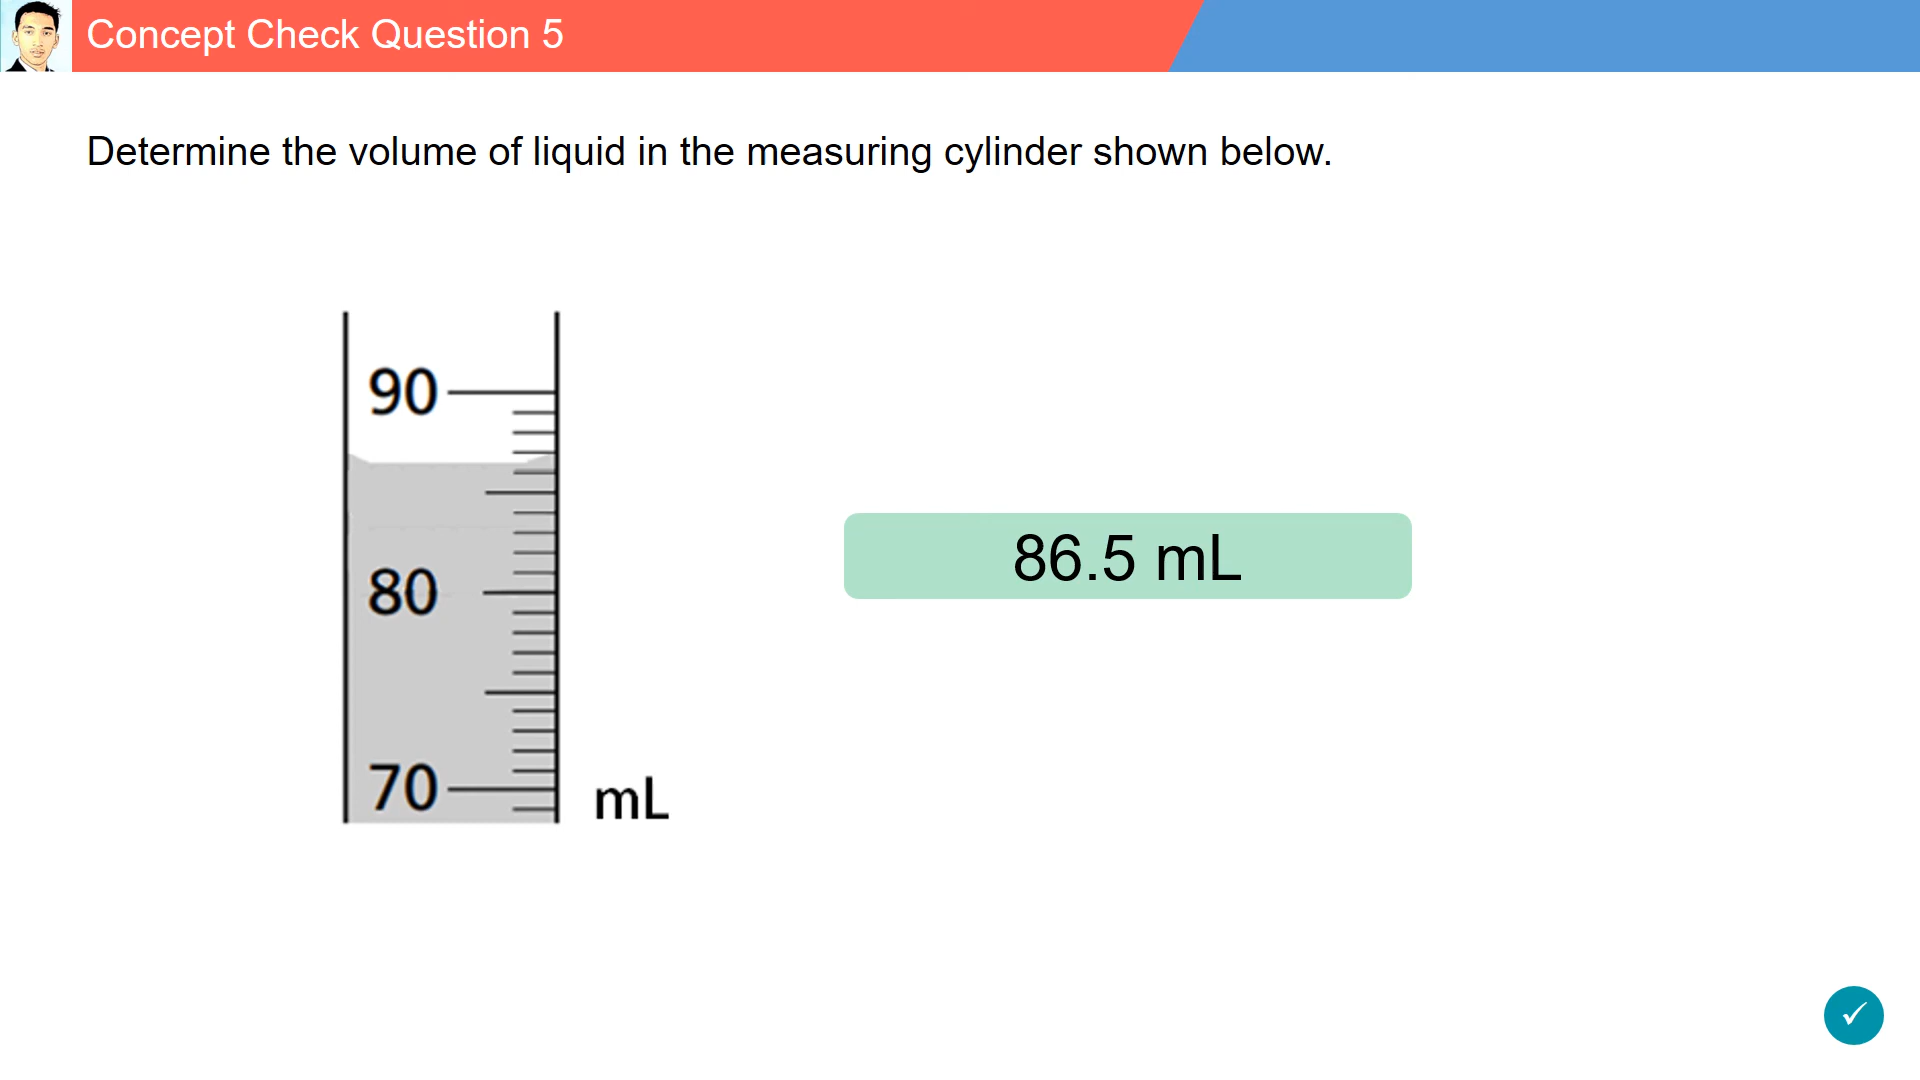 Concept Check Question 5
Determine the volume of liquid in the measuring cylinder shown below.
90
86.5 mL
80
70
mL